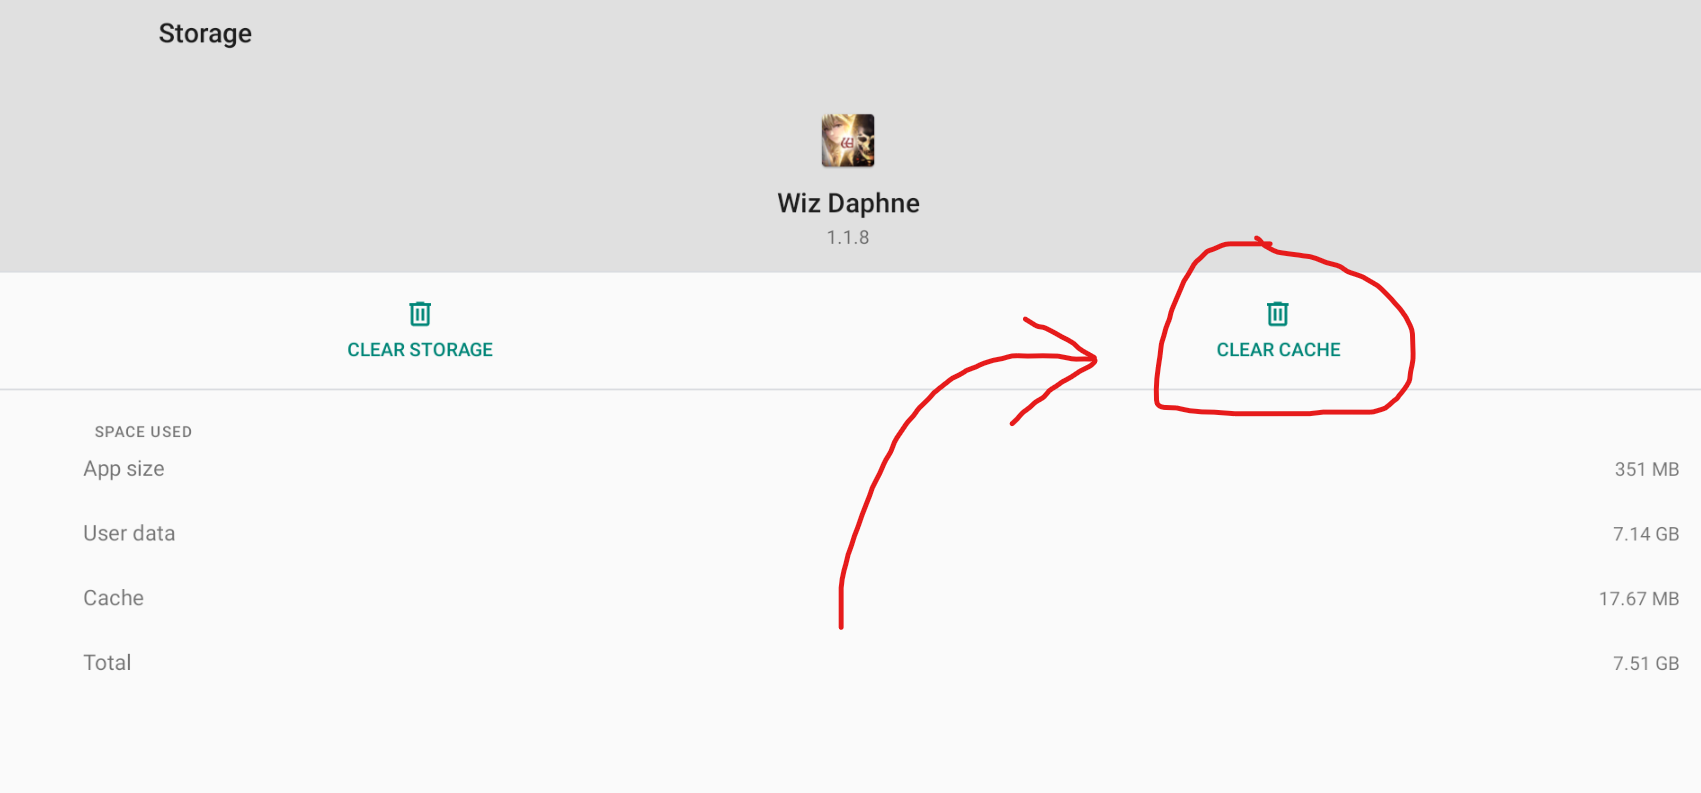 Storage
Wiz Daphne
1.1.8
CLEAR STORAGE
CLEAR CACHE
SPACE USED
App size 351 MB
User data 7.14 GB
Cache 17.67 MB
Total 7.51 GB